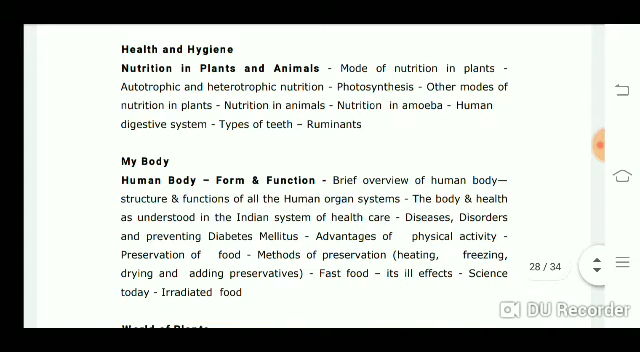 Health and Hygiene
Nutrition in Plants and Animals - Mode of nutrition in plants -
Autotrophic and heterotrophic nutrition - Photosynthesis - Other modes of
nutrition in plants - Nutrition in animals - Nutrition in amoeba - Human
digestive system - Types of teeth – Ruminants
My Body
Human Body – Form & Function - Brief overview of human body—
structure & functions of all the Human organ systems - The body & health
as understood in the Indian system of health care - Diseases, Disorders
and preventing Diabetes Mellitus - Advantages of physical activity -
Preservation of food - Methods of preservation (heating, freezing,
drying and adding preservatives) - Fast food – its ill effects - Science
today - Irradiated food
28 / 34
DU Recorder
World of Plants